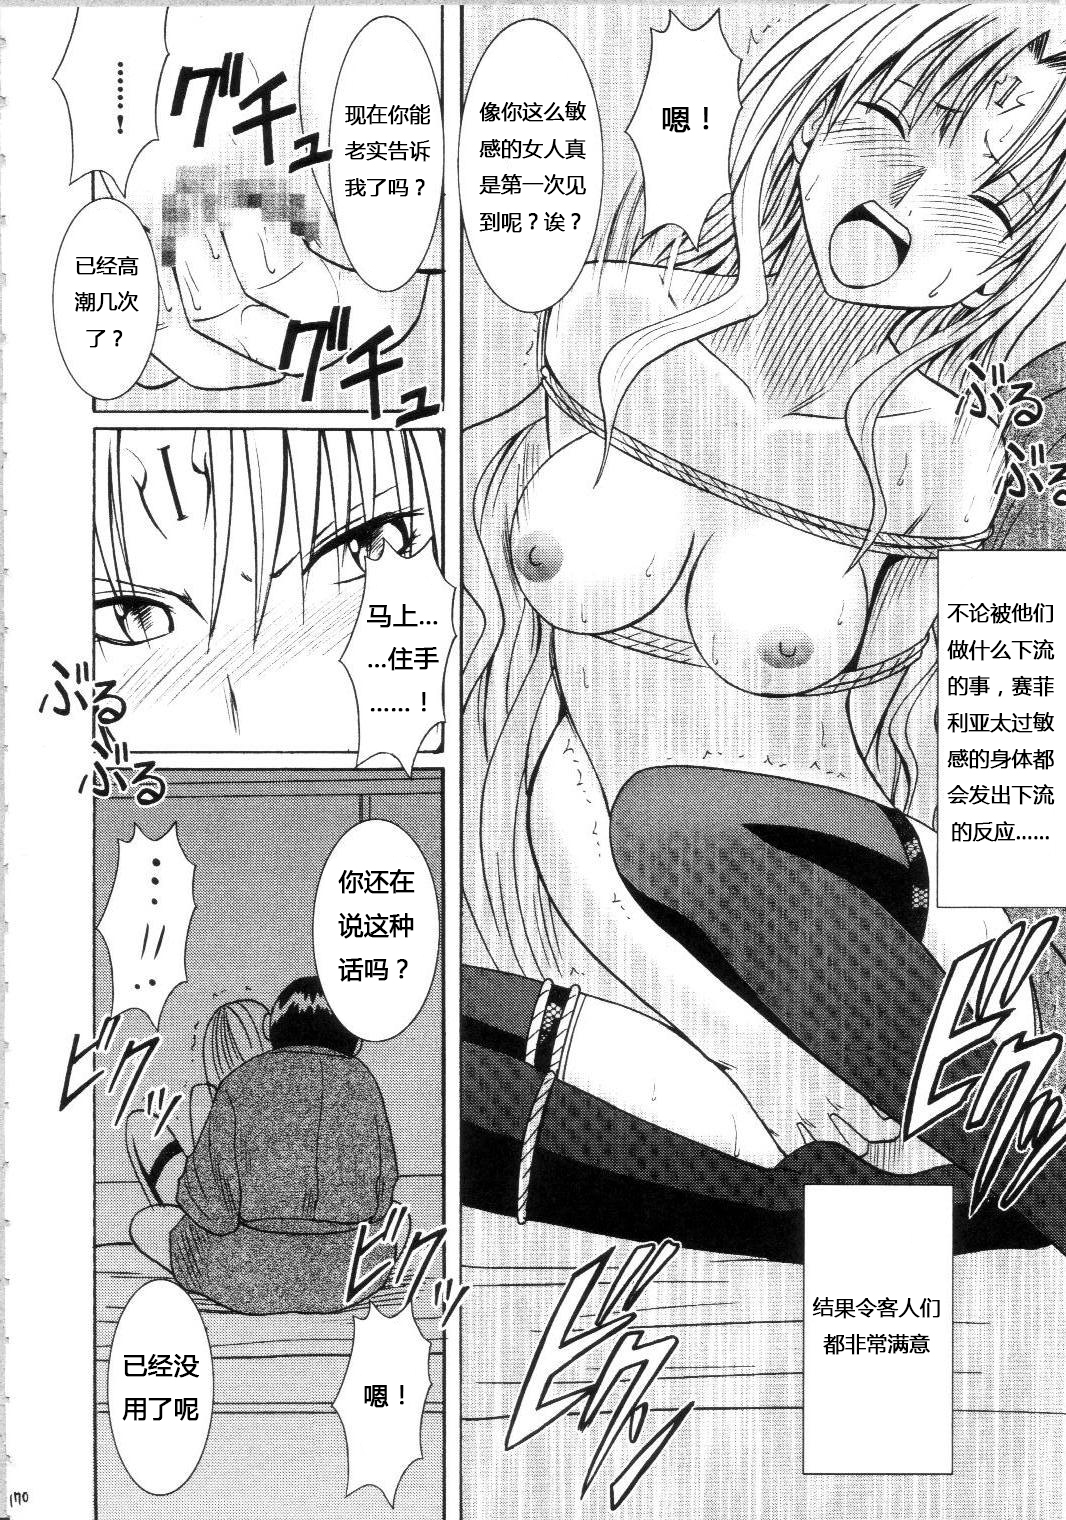 嗯！
像你这么敏
感的女人真
是第一次见
到呢？诶？
ぶる
ぶる
不论被他们
做什么下流
的事，赛菲
利亚太过敏
感的身体都
会发出下流
的反应……
ビクッ
ビクン
结果令客人们
都非常满意
现在你能
老实告诉
我了吗？
グチュ
……！
已经高
潮几次
了？
グチュ
I
马上…
…住手
……！
ぶる
ぶる
你还在
说这种
话吗？
ビクッ
ビクッ
嗯！
已经没
用了呢
170